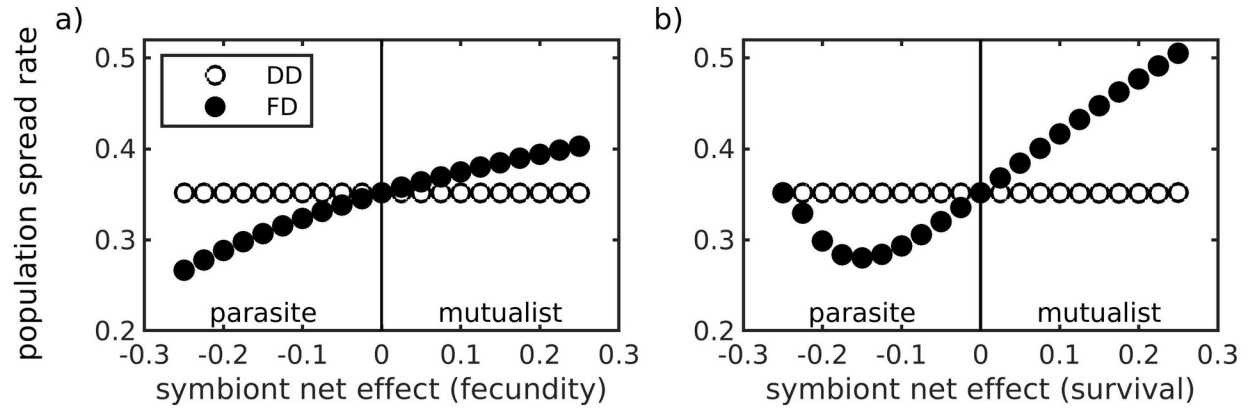 a)
population spread rate
0.5
0.4
0.3
0.2
DD
FD
parasite
mutualist
-0.3 -0.2 -0.1 0 0.1 0.2 0.3
symbiont net effect (fecundity)
b)
0.5
0.4
0.3
0.2
parasite
mutualist
-0.3 -0.2 -0.1 0 0.1 0.2 0.3
symbiont net effect (survival)